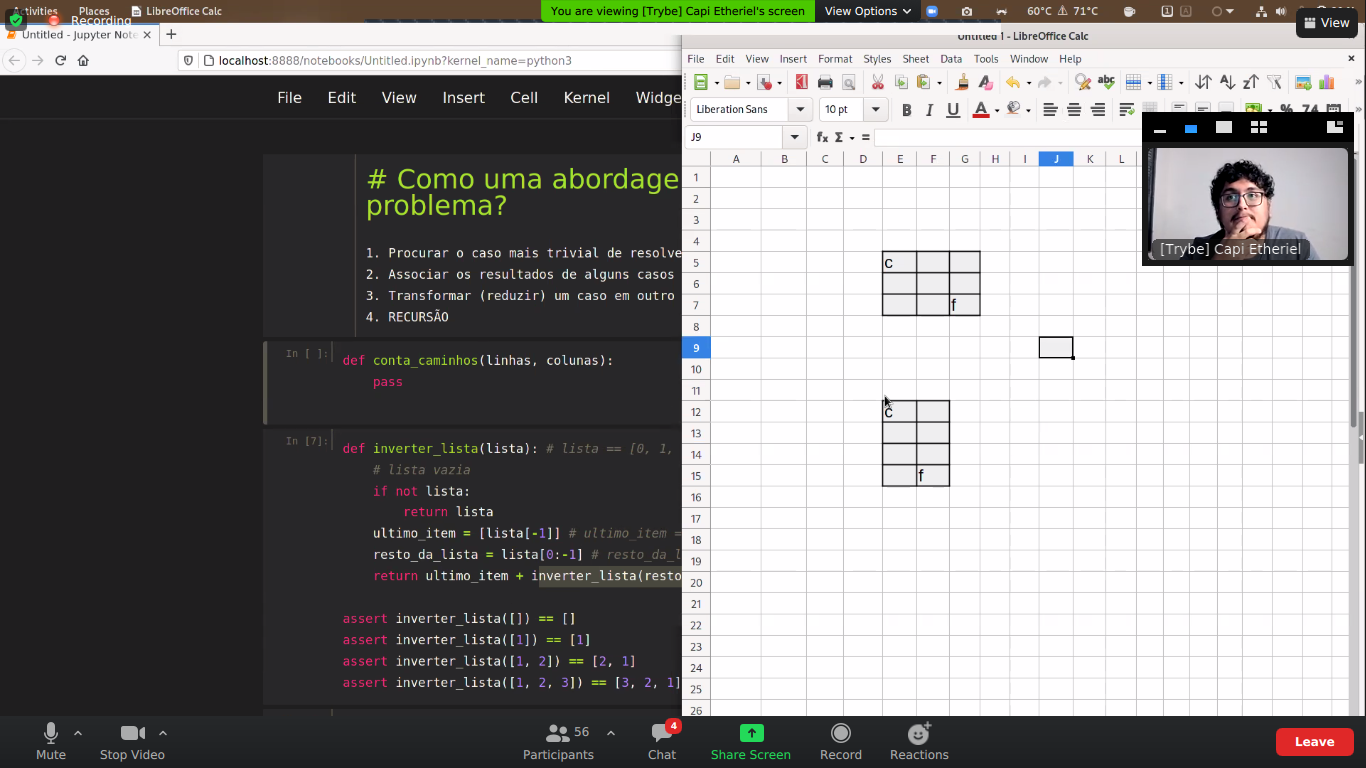 Activities Places LibreOffice Calc
Recording
You are viewing [Trybe] Capi Etheriel's screen
View Options
60°C 71°C
1 A
View
Untitled - Jupyter Note
Untitled 1 - LibreOffice Calc
localhost:8888/notebooks/Untitled.ipynb?kernel_name=python3
File Edit View Insert Cell Kernel Widge
File Edit View Insert Format Styles Sheet Data Tools Window Help
Liberation Sans
10 pt
B I U A
J9
A B C D E F G H I J K L
1
2
3
4
5
6
7
8
9
10
11
12
13
14
15
16
17
18
19
20
21
22
23
24
25
26
c
f
c
f
[Trybe] Capi Etheriel
# Como uma abordage
problema?
1. Procurar o caso mais trivial de resolve
2. Associar os resultados de alguns casos
3. Transformar (reduzir) um caso em outro
4. RECURSÃO
In [ ]:
def conta_caminhos(linhas, colunas):
pass
In [7]:
def inverter_lista(lista): # lista == [0, 1,
# lista vazia
if not lista:
return lista
ultimo_item = [lista[-1]] # ultimo_item =
resto_da_lista = lista[0:-1] # resto_da_l
return ultimo_item + inverter_lista(resto
assert inverter_lista([]) == []
assert inverter_lista([1]) == [1]
assert inverter_lista([1, 2]) == [2, 1]
assert inverter_lista([1, 2, 3]) == [3, 2, 1]
Mute
Stop Video
56
Participants
4
Chat
Share Screen
Record
Reactions
Leave